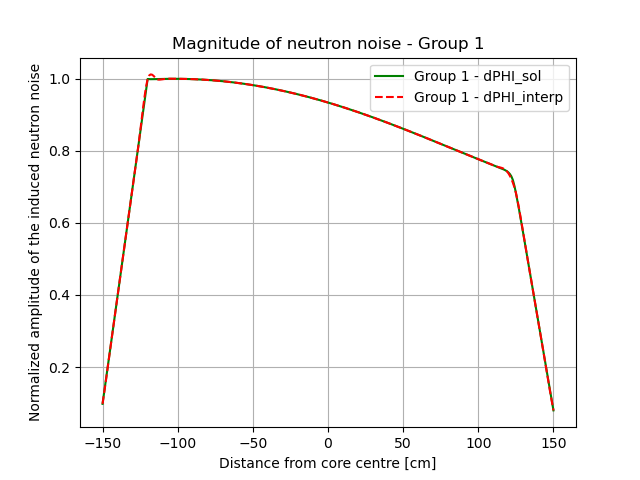 Magnitude of neutron noise - Group 1
Group 1 - dPHI_sol
Group 1 - dPHI_interp
Normalized amplitude of the induced neutron noise
1.0
0.8
0.6
0.4
0.2
−150
−100
−50
0
50
100
150
Distance from core centre [cm]